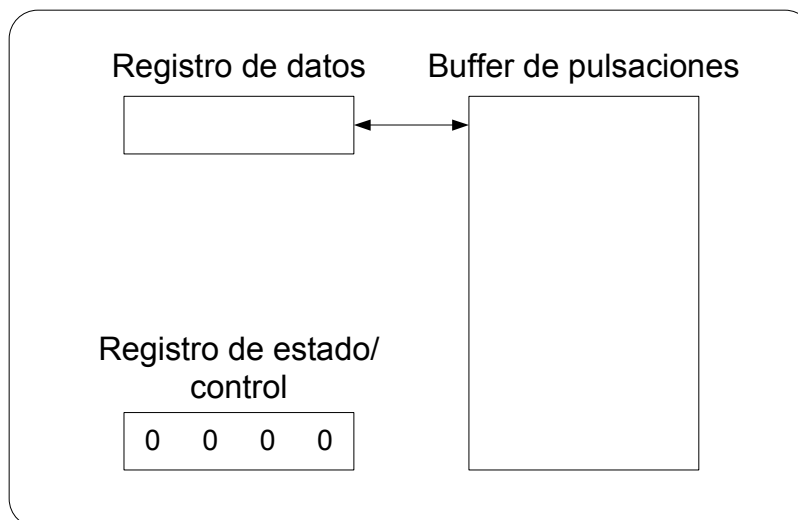 Registro de datos
Buffer de pulsaciones
Registro de estado/
control
0 0 0 0